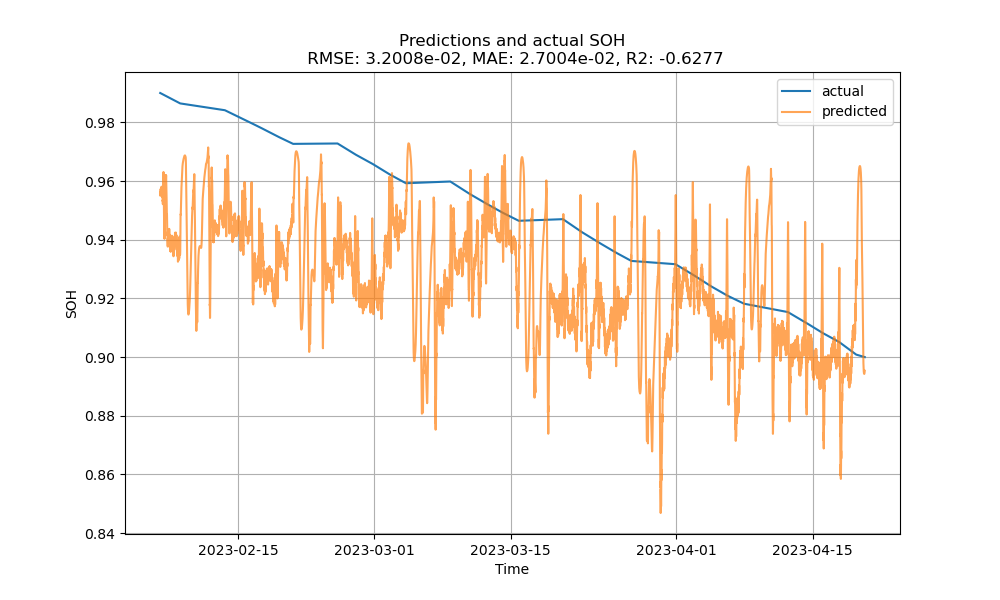 Predictions and actual SOH
RMSE: 3.2008e-02, MAE: 2.7004e-02, R2: -0.6277
actual
predicted
SOH
0.98
0.96
0.94
0.92
0.90
0.88
0.86
0.84
2023-02-15
2023-03-01
2023-03-15
2023-04-01
2023-04-15
Time